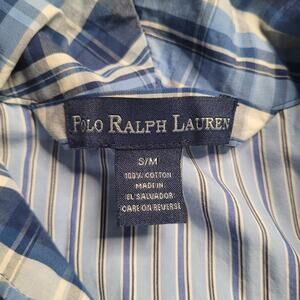 POLO RALPH LAUREN
S/M
100% COTTON
MADE IN
EL SALVADOR
CARE ON REVERSE